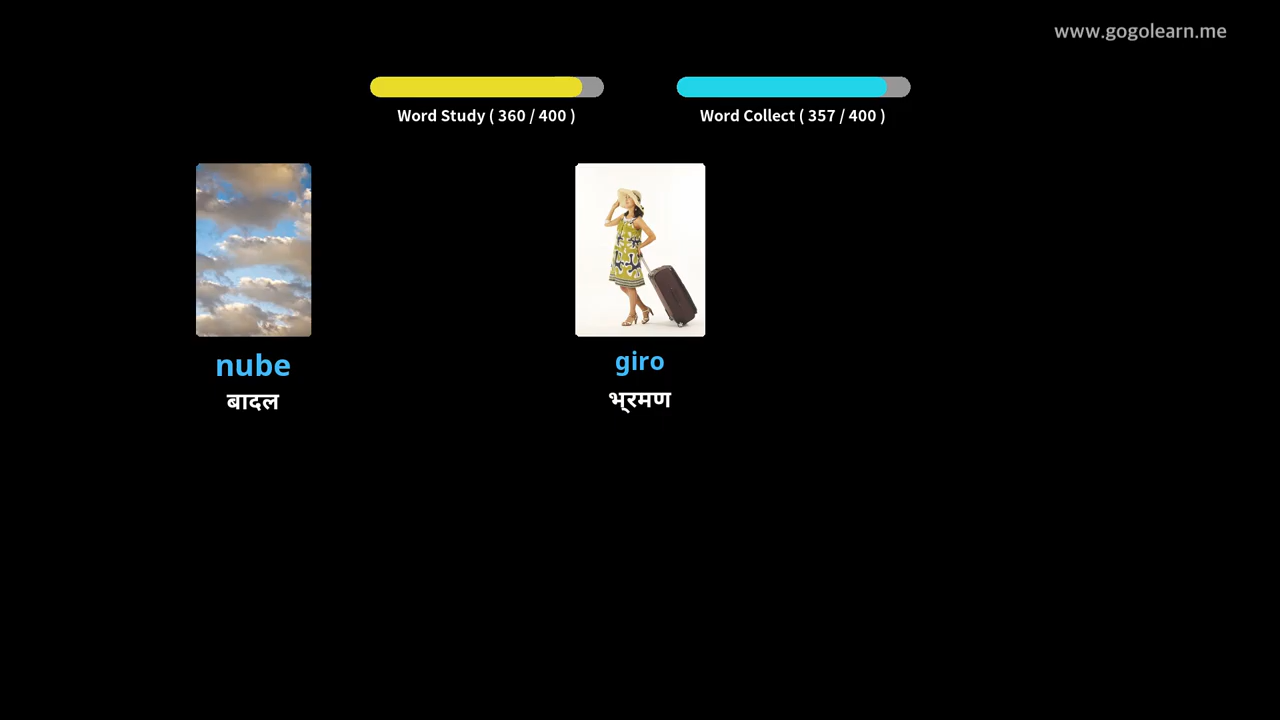 www.gogolearn.me
Word Study ( 360 / 400 )
Word Collect ( 357 / 400 )
nube
बादल
giro
भ्रमण